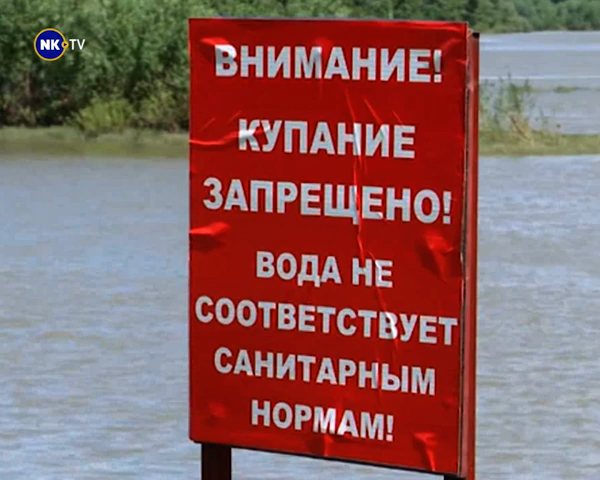 NK TV
ВНИМАНИЕ!
КУПАНИЕ
ЗАПРЕЩЕНО!
ВОДА НЕ
СООТВЕТСТВУЕТ
САНИТАРНЫМ
НОРМАМ!